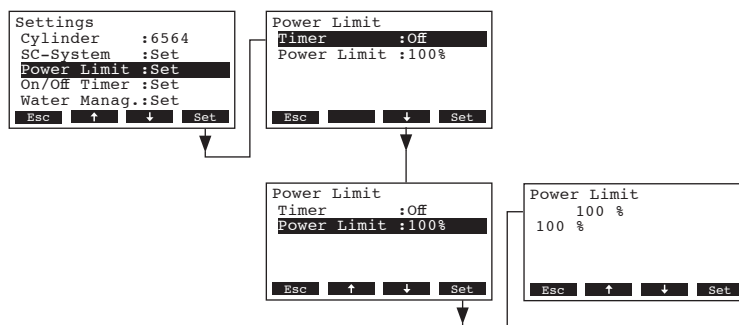 Settings
Cylinder :6564
SC-System :Set
Power Limit :Set
On/Off Timer :Set
Water Manag.:Set
Esc ↑ ↓ Set
Power Limit
Timer :Off
Power Limit :100%
Esc ↓ Set
Power Limit
Timer :Off
Power Limit :100%
Esc ↑ ↓ Set
Power Limit
100 %
100 %
Esc ↑ ↓ Set